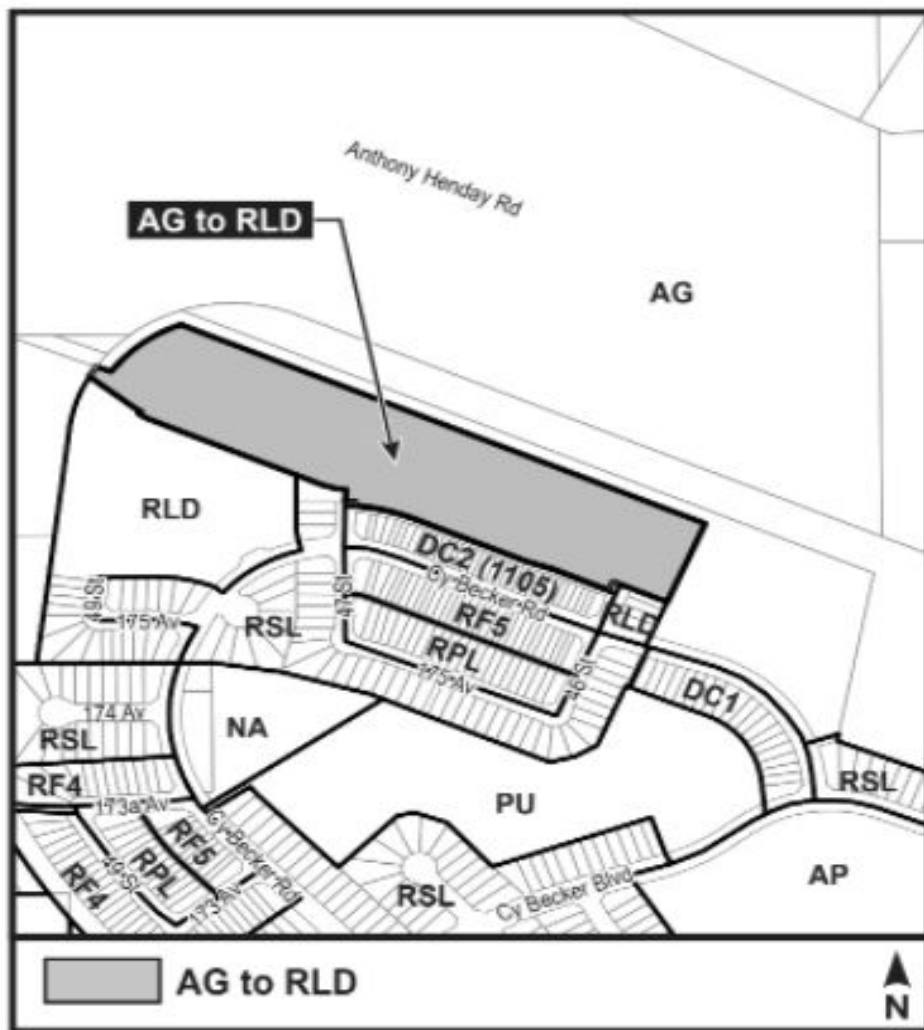 Anthony Henday Rd
AG to RLD
AG
RLD
DC2 (1105)
Cy Becker Rd
RLD
49 St
47 St
RF5
175 Av
RSL
RPL
46 St
175 Av
DC1
174 Av
NA
RSL
RSL
RF4
PU
173a Av
RF5
Cy Becker Rd
AP
RPL
49 St
RF4
173 Av
RSL
Cy Becker Blvd
AG to RLD
N